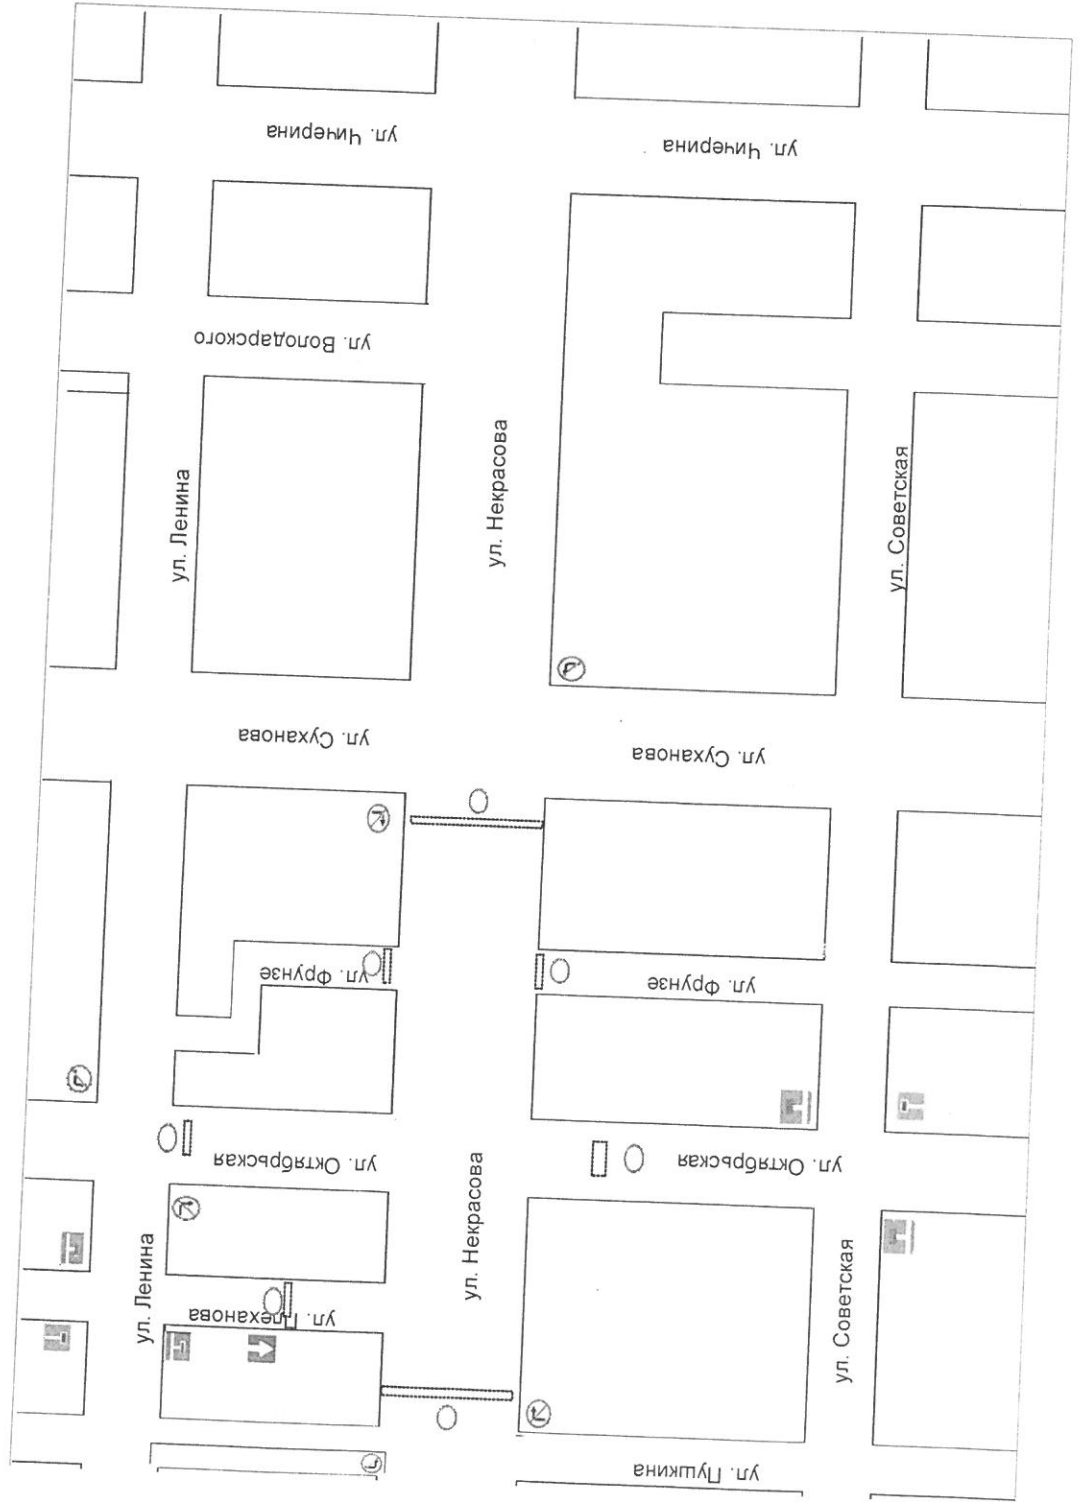 ул. Чичерина
ул. Чичерина
ул. Володарского
ул. Ленина
ул. Некрасова
ул. Советская
ул. Суханова
ул. Суханова
ул. Фрунзе
ул. Фрунзе
ул. Октябрьская
ул. Октябрьская
ул. Некрасова
ул. Ленина
ул. Советская
ул. Плеханова
ул. Пушкина